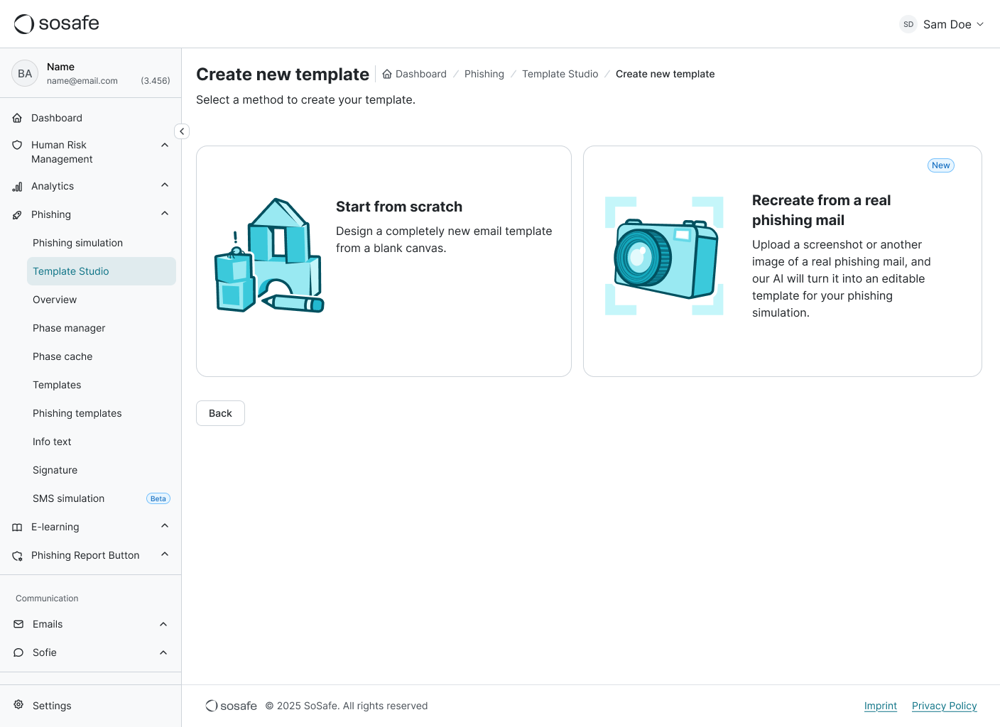 sosafe
SD Sam Doe
BA
Name
name@email.com (3.456)
Dashboard
Human Risk
Management
Analytics
Phishing
Phishing simulation
Template Studio
Overview
Phase manager
Phase cache
Templates
Phishing templates
Info text
Signature
SMS simulation Beta
E-learning
Phishing Report Button
Communication
Emails
Sofie
Settings
Create new template
Dashboard / Phishing / Template Studio / Create new template
Select a method to create your template.
Start from scratch
Design a completely new email template
from a blank canvas.
New
Recreate from a real
phishing mail
Upload a screenshot or another
image of a real phishing mail, and
our AI will turn it into an editable
template for your phishing
simulation.
Back
sosafe © 2025 SoSafe. All rights reserved
Imprint Privacy Policy